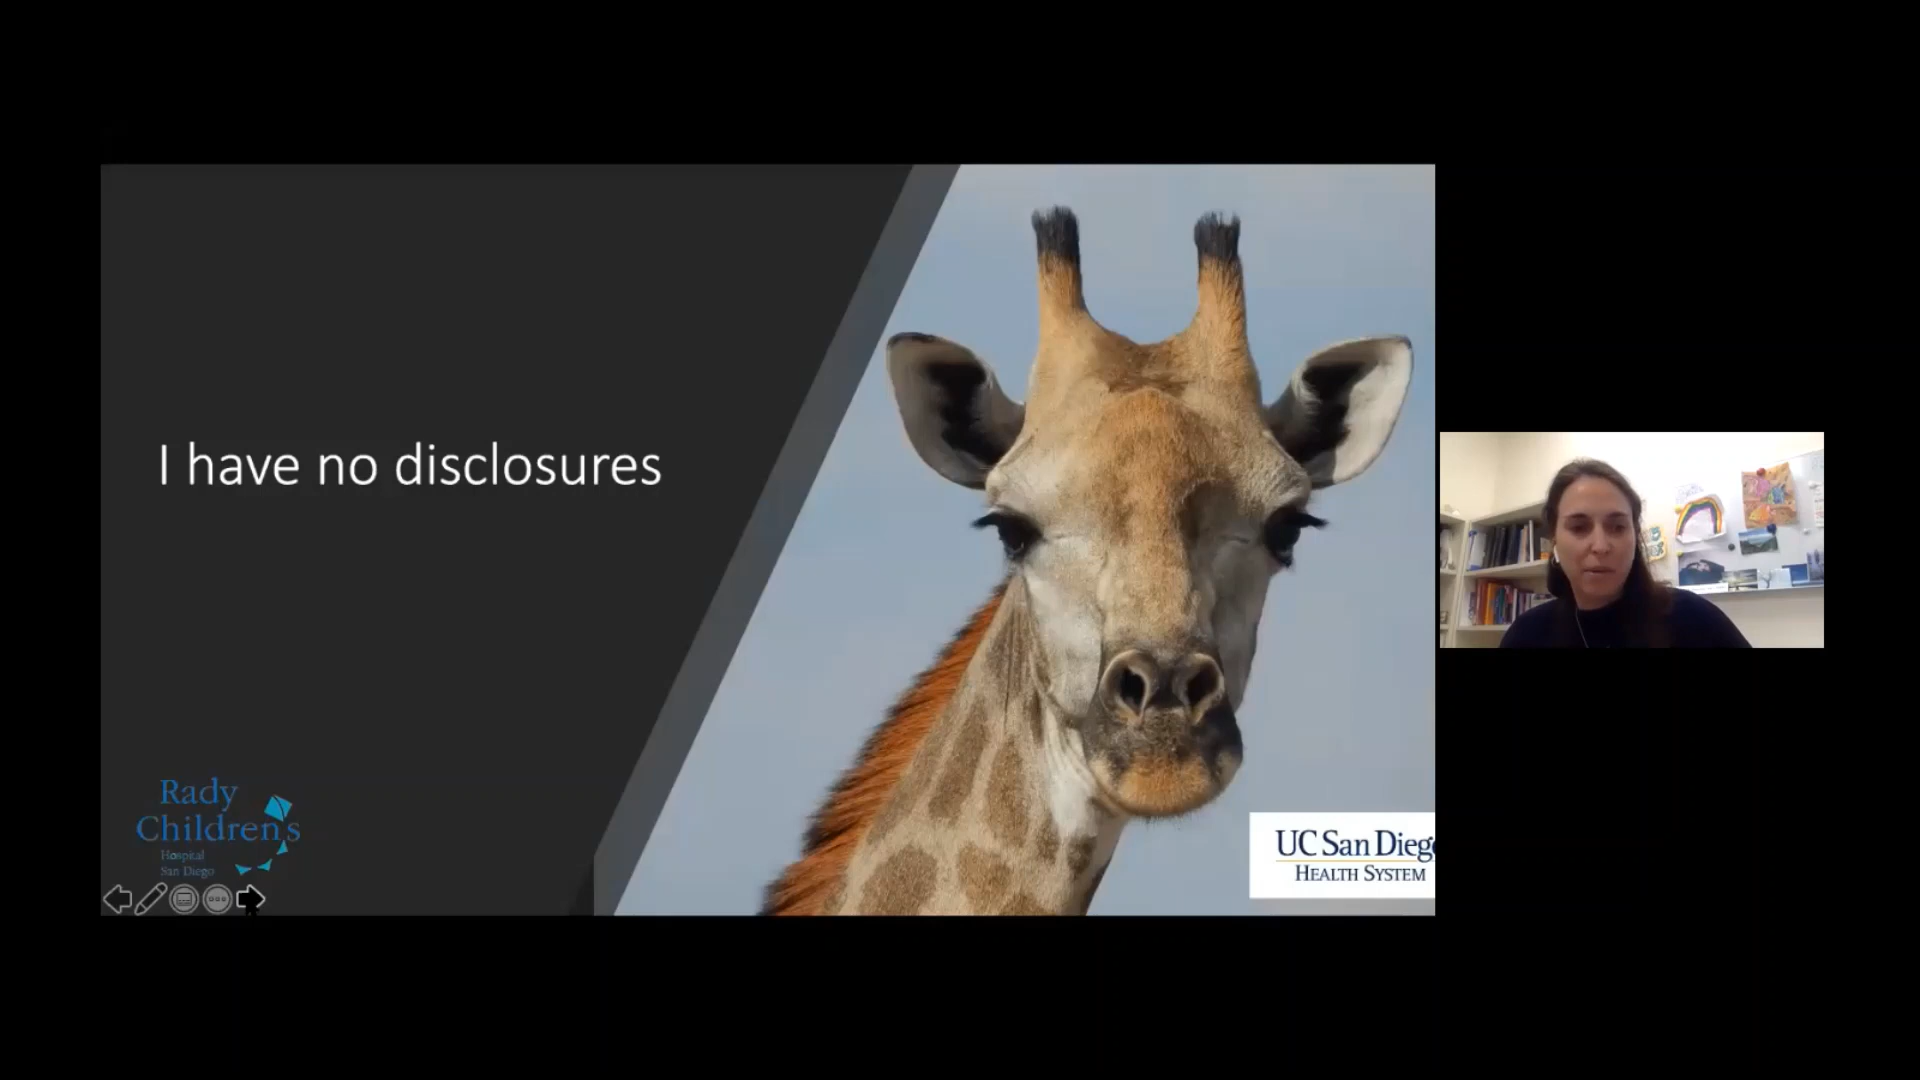 I have no disclosures
Rady
Children's
Hospital
San Diego
UC San Dieg
HEALTH SYSTEM